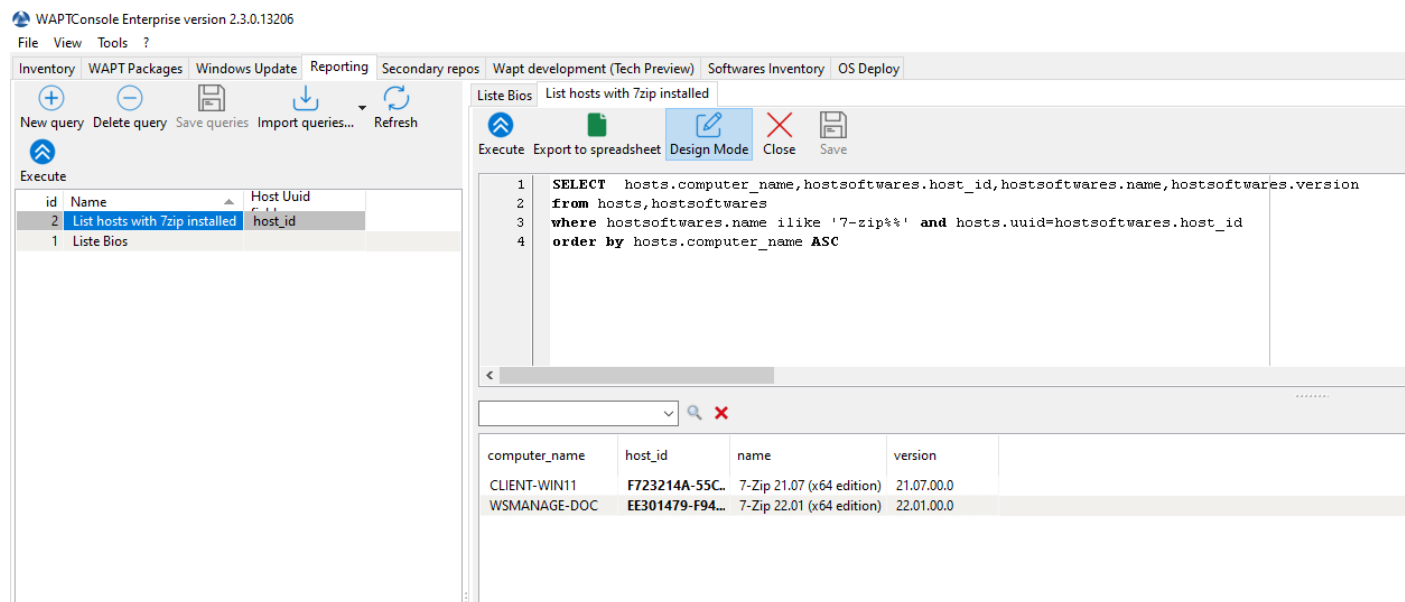 WAPTConsole Enterprise version 2.3.0.13206
File View Tools ?
Inventory WAPT Packages Windows Update Reporting Secondary repos Wapt development (Tech Preview) Softwares Inventory OS Deploy
New query Delete query Save queries Import queries... Refresh
Execute
id Name Host Uuid
2 List hosts with 7zip installed host_id
1 Liste Bios
Liste Bios List hosts with 7zip installed
Execute Export to spreadsheet Design Mode Close Save
1 SELECT hosts.computer_name,hostsoftwares.host_id,hostsoftwares.name,hostsoftwares.version
2 from hosts,hostsoftwares
3 where hostsoftwares.name ilike '7-zip%%' and hosts.uuid=hostsoftwares.host_id
4 order by hosts.computer_name ASC
computer_name host_id name version
CLIENT-WIN11 F723214A-55C... 7-Zip 21.07 (x64 edition) 21.07.00.0
WSMANAGE-DOC EE301479-F94... 7-Zip 22.01 (x64 edition) 22.01.00.0